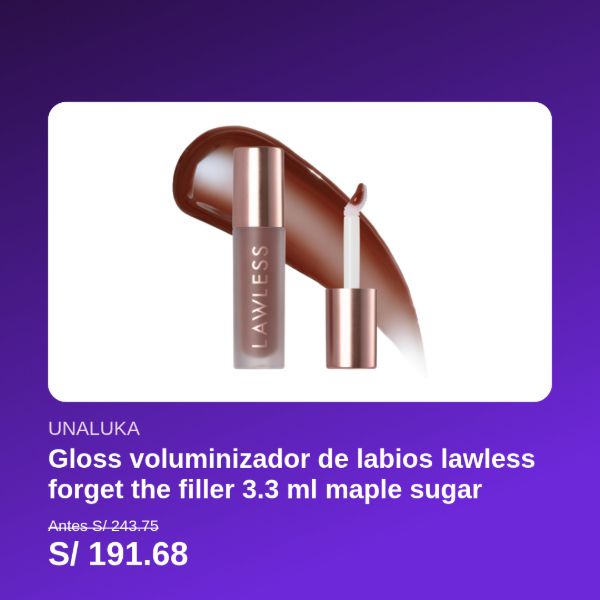 LAWLESS
UNALUKA
Gloss voluminizador de labios lawless
forget the filler 3.3 ml maple sugar
Antes S/ 243.75
S/ 191.68